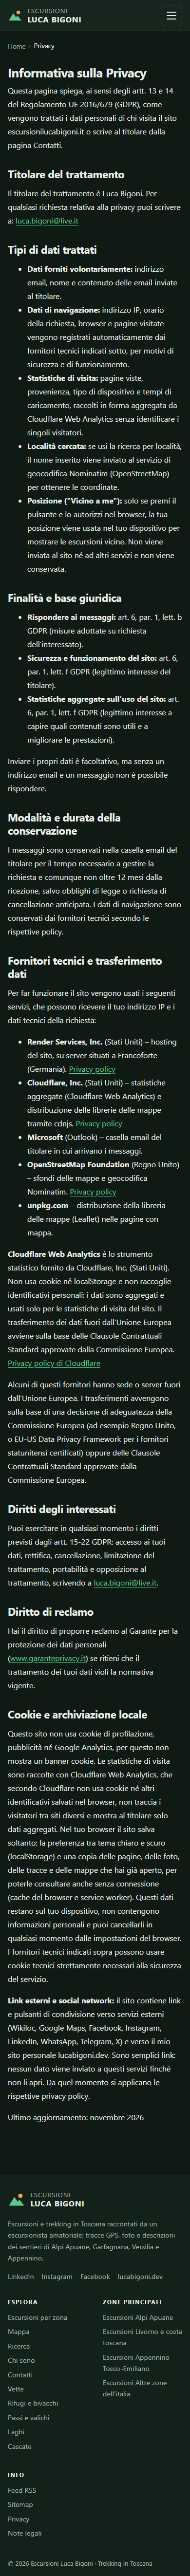 ESCURSIONI
LUCA BIGONI
Home › Privacy
Informativa sulla Privacy
Questa pagina spiega, ai sensi degli artt. 13 e 14
del Regolamento UE 2016/679 (GDPR), come
vengono trattati i dati personali di chi visita il sito
escursionilucabigoni.it o scrive al titolare dalla
pagina Contatti.
Titolare del trattamento
Il titolare del trattamento è Luca Bigoni. Per
qualsiasi richiesta relativa alla privacy puoi scrivere
a: luca.bigoni@live.it
Tipi di dati trattati
• Dati forniti volontariamente: indirizzo
email, nome e contenuto delle email inviate
al titolare.
• Dati di navigazione: indirizzo IP, orario
della richiesta, browser e pagine visitate
vengono registrati automaticamente dai
fornitori tecnici indicati sotto, per motivi di
sicurezza e di funzionamento.
• Statistiche di visita: pagine viste,
provenienza, tipo di dispositivo e tempi di
caricamento, raccolti in forma aggregata da
Cloudflare Web Analytics senza identificare i
singoli visitatori.
• Località cercata: se usi la ricerca per località,
il nome inserito viene inviato al servizio di
geocodifica Nominatim (OpenStreetMap)
per ottenere le coordinate.
• Posizione ("Vicino a me"): solo se premi il
pulsante e lo autorizzi nel browser, la tua
posizione viene usata nel tuo dispositivo per
mostrare le escursioni vicine. Non viene
inviata al sito né ad altri servizi e non viene
conservata.
Finalità e base giuridica
• Rispondere ai messaggi: art. 6, par. 1, lett. b
GDPR (misure adottate su richiesta
dell'interessato).
• Sicurezza e funzionamento del sito: art. 6,
par. 1, lett. f GDPR (legittimo interesse del
titolare).
• Statistiche aggregate sull'uso del sito: art.
6, par. 1, lett. f GDPR (legittimo interesse a
capire quali contenuti sono utili e a
migliorare le prestazioni).
Inviare i propri dati è facoltativo, ma senza un
indirizzo email e un messaggio non è possibile
rispondere.
Modalità e durata della
conservazione
I messaggi sono conservati nella casella email del
titolare per il tempo necessario a gestire la
richiesta e comunque non oltre 12 mesi dalla
ricezione, salvo obblighi di legge o richiesta di
cancellazione anticipata. I dati di navigazione sono
conservati dai fornitori tecnici secondo le
rispettive policy.
Fornitori tecnici e trasferimento
dati
Per far funzionare il sito vengono usati i seguenti
servizi, che possono ricevere il tuo indirizzo IP e i
dati tecnici della richiesta:
• Render Services, Inc. (Stati Uniti) – hosting
del sito, su server situati a Francoforte
(Germania). Privacy policy
• Cloudflare, Inc. (Stati Uniti) – statistiche
aggregate (Cloudflare Web Analytics) e
distribuzione delle librerie delle mappe
tramite cdnjs. Privacy policy
• Microsoft (Outlook) – casella email del
titolare in cui arrivano i messaggi.
• OpenStreetMap Foundation (Regno Unito)
– sfondi delle mappe e geocodifica
Nominatim. Privacy policy
• unpkg.com – distribuzione della libreria
delle mappe (Leaflet) nelle pagine con
mappa.
Cloudflare Web Analytics è lo strumento
statistico fornito da Cloudflare, Inc. (Stati Uniti).
Non usa cookie né localStorage e non raccoglie
identificativi personali: i dati sono aggregati e
usati solo per le statistiche di visita del sito. Il
trasferimento dei dati fuori dall'Unione Europea
avviene sulla base delle Clausole Contrattuali
Standard approvate dalla Commissione Europea.
Privacy policy di Cloudflare
Alcuni di questi fornitori hanno sede o server fuori
dall'Unione Europea. I trasferimenti avvengono
sulla base di una decisione di adeguatezza della
Commissione Europea (ad esempio Regno Unito,
o EU-US Data Privacy Framework per i fornitori
statunitensi certificati) oppure delle Clausole
Contrattuali Standard approvate dalla
Commissione Europea.
Diritti degli interessati
Puoi esercitare in qualsiasi momento i diritti
previsti dagli artt. 15-22 GDPR: accesso ai tuoi
dati, rettifica, cancellazione, limitazione del
trattamento, portabilità e opposizione al
trattamento, scrivendo a luca.bigoni@live.it.
Diritto di reclamo
Hai il diritto di proporre reclamo al Garante per la
protezione dei dati personali
(www.garanteprivacy.it) se ritieni che il
trattamento dei tuoi dati violi la normativa
vigente.
Cookie e archiviazione locale
Questo sito non usa cookie di profilazione,
pubblicità né Google Analytics, per questo non
mostra un banner cookie. Le statistiche di visita
sono raccolte con Cloudflare Web Analytics, che
secondo Cloudflare non usa cookie né altri
identificativi salvati nel browser, non traccia i
visitatori tra siti diversi e mostra al titolare solo
dati aggregati. Nel tuo browser il sito salva
soltanto: la preferenza tra tema chiaro e scuro
(localStorage) e una copia delle pagine, delle foto,
delle tracce e delle mappe che hai già aperto, per
poterle consultare anche senza connessione
(cache del browser e service worker). Questi dati
restano sul tuo dispositivo, non contengono
informazioni personali e puoi cancellarli in
qualsiasi momento dalle impostazioni del browser.
I fornitori tecnici indicati sopra possono usare
cookie tecnici strettamente necessari alla sicurezza
del servizio.
Link esterni e social network: il sito contiene link
e pulsanti di condivisione verso servizi esterni
(Wikiloc, Google Maps, Facebook, Instagram,
LinkedIn, WhatsApp, Telegram, X) e verso il mio
sito personale lucabigoni.dev. Sono semplici link:
nessun dato viene inviato a questi servizi finché
non li apri. Da quel momento si applicano le
rispettive privacy policy.
Ultimo aggiornamento: novembre 2026
ESCURSIONI
LUCA BIGONI
Escursioni e trekking in Toscana raccontati da un
escursionista amatoriale: tracce GPS, foto e descrizioni
dei sentieri di Alpi Apuane, Garfagnana, Versilia e
Appennino.
LinkedIn Instagram Facebook lucabigoni.dev
ESPLORA
Escursioni per zona
Mappa
Ricerca
Chi sono
Contatti
Vette
Rifugi e bivacchi
Passi e valichi
Laghi
Cascate
ZONE PRINCIPALI
Escursioni Alpi Apuane
Escursioni Livorno e costa
toscana
Escursioni Appennino
Tosco-Emiliano
Escursioni Altre zone
dell'italia
INFO
Feed RSS
Sitemap
Privacy
Note legali
© 2026 Escursioni Luca Bigoni · Trekking in Toscana